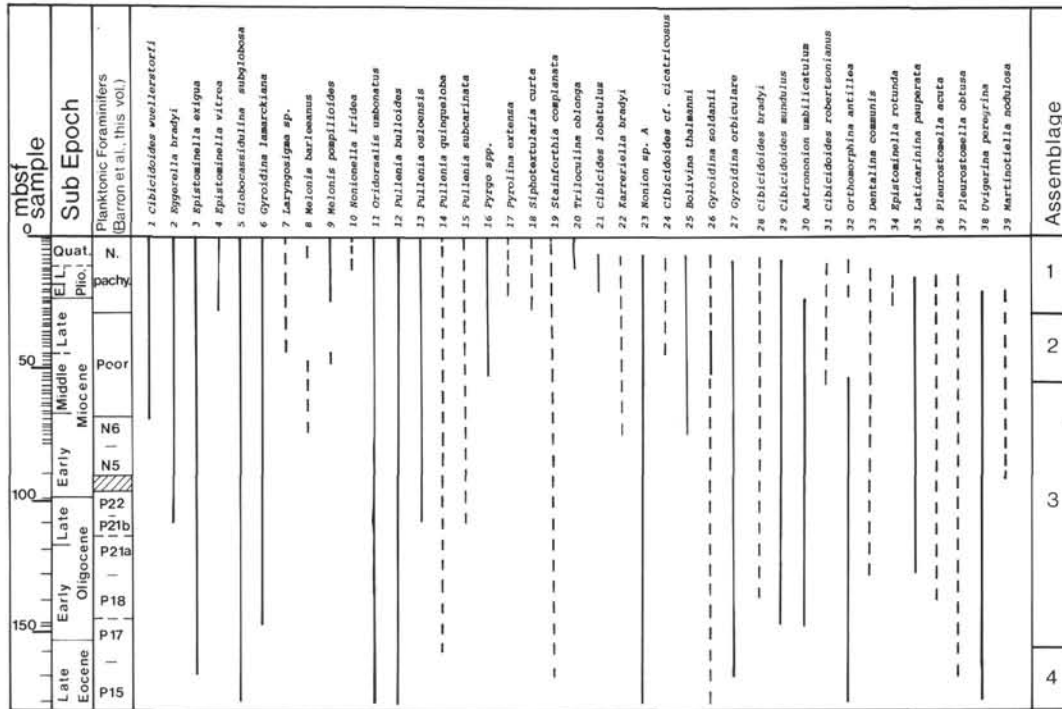 mbsf
sample
Sub Epoch
Planktonic Foraminifers
(Barron et al., this vol.)
1 Cibicidoides wuellerstorfi
2 Eggerella bradyi
3 Epistominella exigua
4 Epistominella vitrea
5 Globocassidulina subglobosa
6 Gyroidina lamarckiana
7 Laryngosigma sp.
8 Melonis barleeanus
9 Melonis pompilioides
10 Nonionella iridea
11 Oridorsalis umbonatus
12 Pullenia bulloides
13 Pullenia osloensis
14 Pullenia quinqueloba
15 Pullenia subcarinata
16 Pyrgo spp.
17 Pyrolina extensa
18 Siphotextularia curta
19 Stainforthia complanata
20 Triloculina oblonga
21 Cibicides lobatulus
22 Karreriella bradyi
23 Nonion sp. A
24 Cibicidoides cf. cicatricosus
25 Bolivina thalmanni
26 Gyroidina soldanii
27 Gyroidina orbiculare
28 Cibicidoides bradyi
29 Cibicidoides mundulus
30 Astrononion umbilicatulum
31 Cibicidoides robertsonianus
32 Orthomorphina antillea
33 Dentalina communis
34 Epistominella rotunda
35 Laticarinina pauperata
36 Pleurostomella acuta
37 Pleurostomella obtusa
38 Uvigerina peregrina
39 Martinotiella nodulosa
Assemblage
0
50
100
150
Quat.
E. L.
Plio.
Late
Middle
Early
Miocene
Late
Early
Oligocene
Late
Eocene
N.
pachy.
Poor
N6
N5
P22
P21b
P21a
P18
P17
P15
1
2
3
4